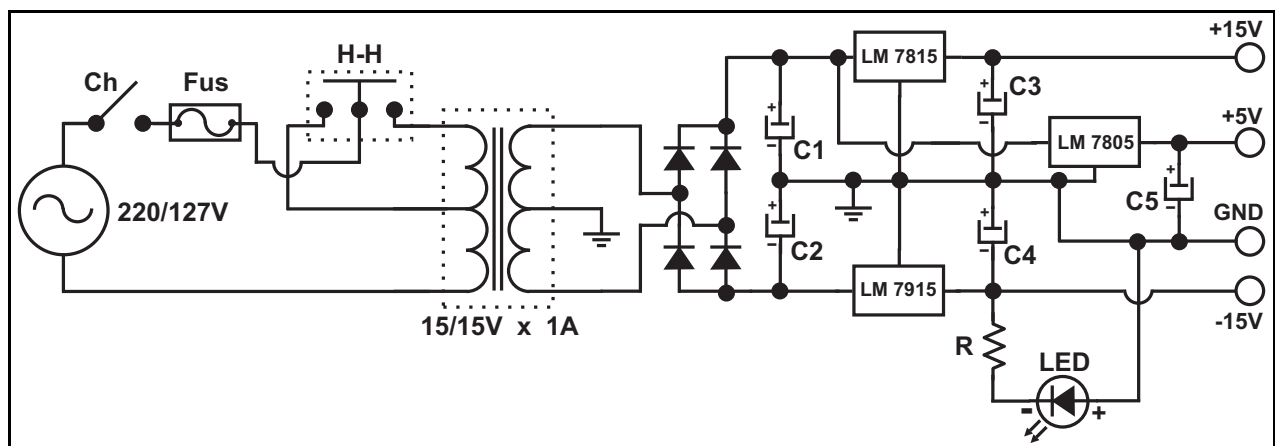 Ch
Fus
H-H
220/127V
15/15V x 1A
LM 7815
+
-
C1
+
-
C2
LM 7915
+
-
C3
+
-
C4
LM 7805
+
-
C5
R
LED
-
+
+15V
+5V
GND
-15V